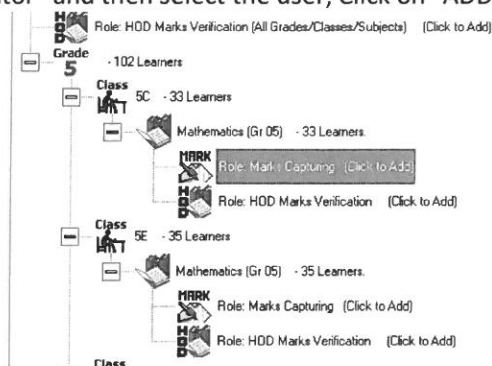 tor" and then select the user, Click on "ADD
HOD Role: HOD Marks Verification (All Grades/Classes/Subjects) (Click to Add)
Grade 5 - 102 Learners
Class 5C - 33 Learners
Mathematics (Gr 05) - 33 Learners.
MARK Role: Marks Capturing (Click to Add)
HOD Role: HOD Marks Verification (Click to Add)
Class 5E - 35 Learners
Mathematics (Gr 05) - 35 Learners.
MARK Role: Marks Capturing (Click to Add)
HOD Role: HOD Marks Verification (Click to Add)
Class